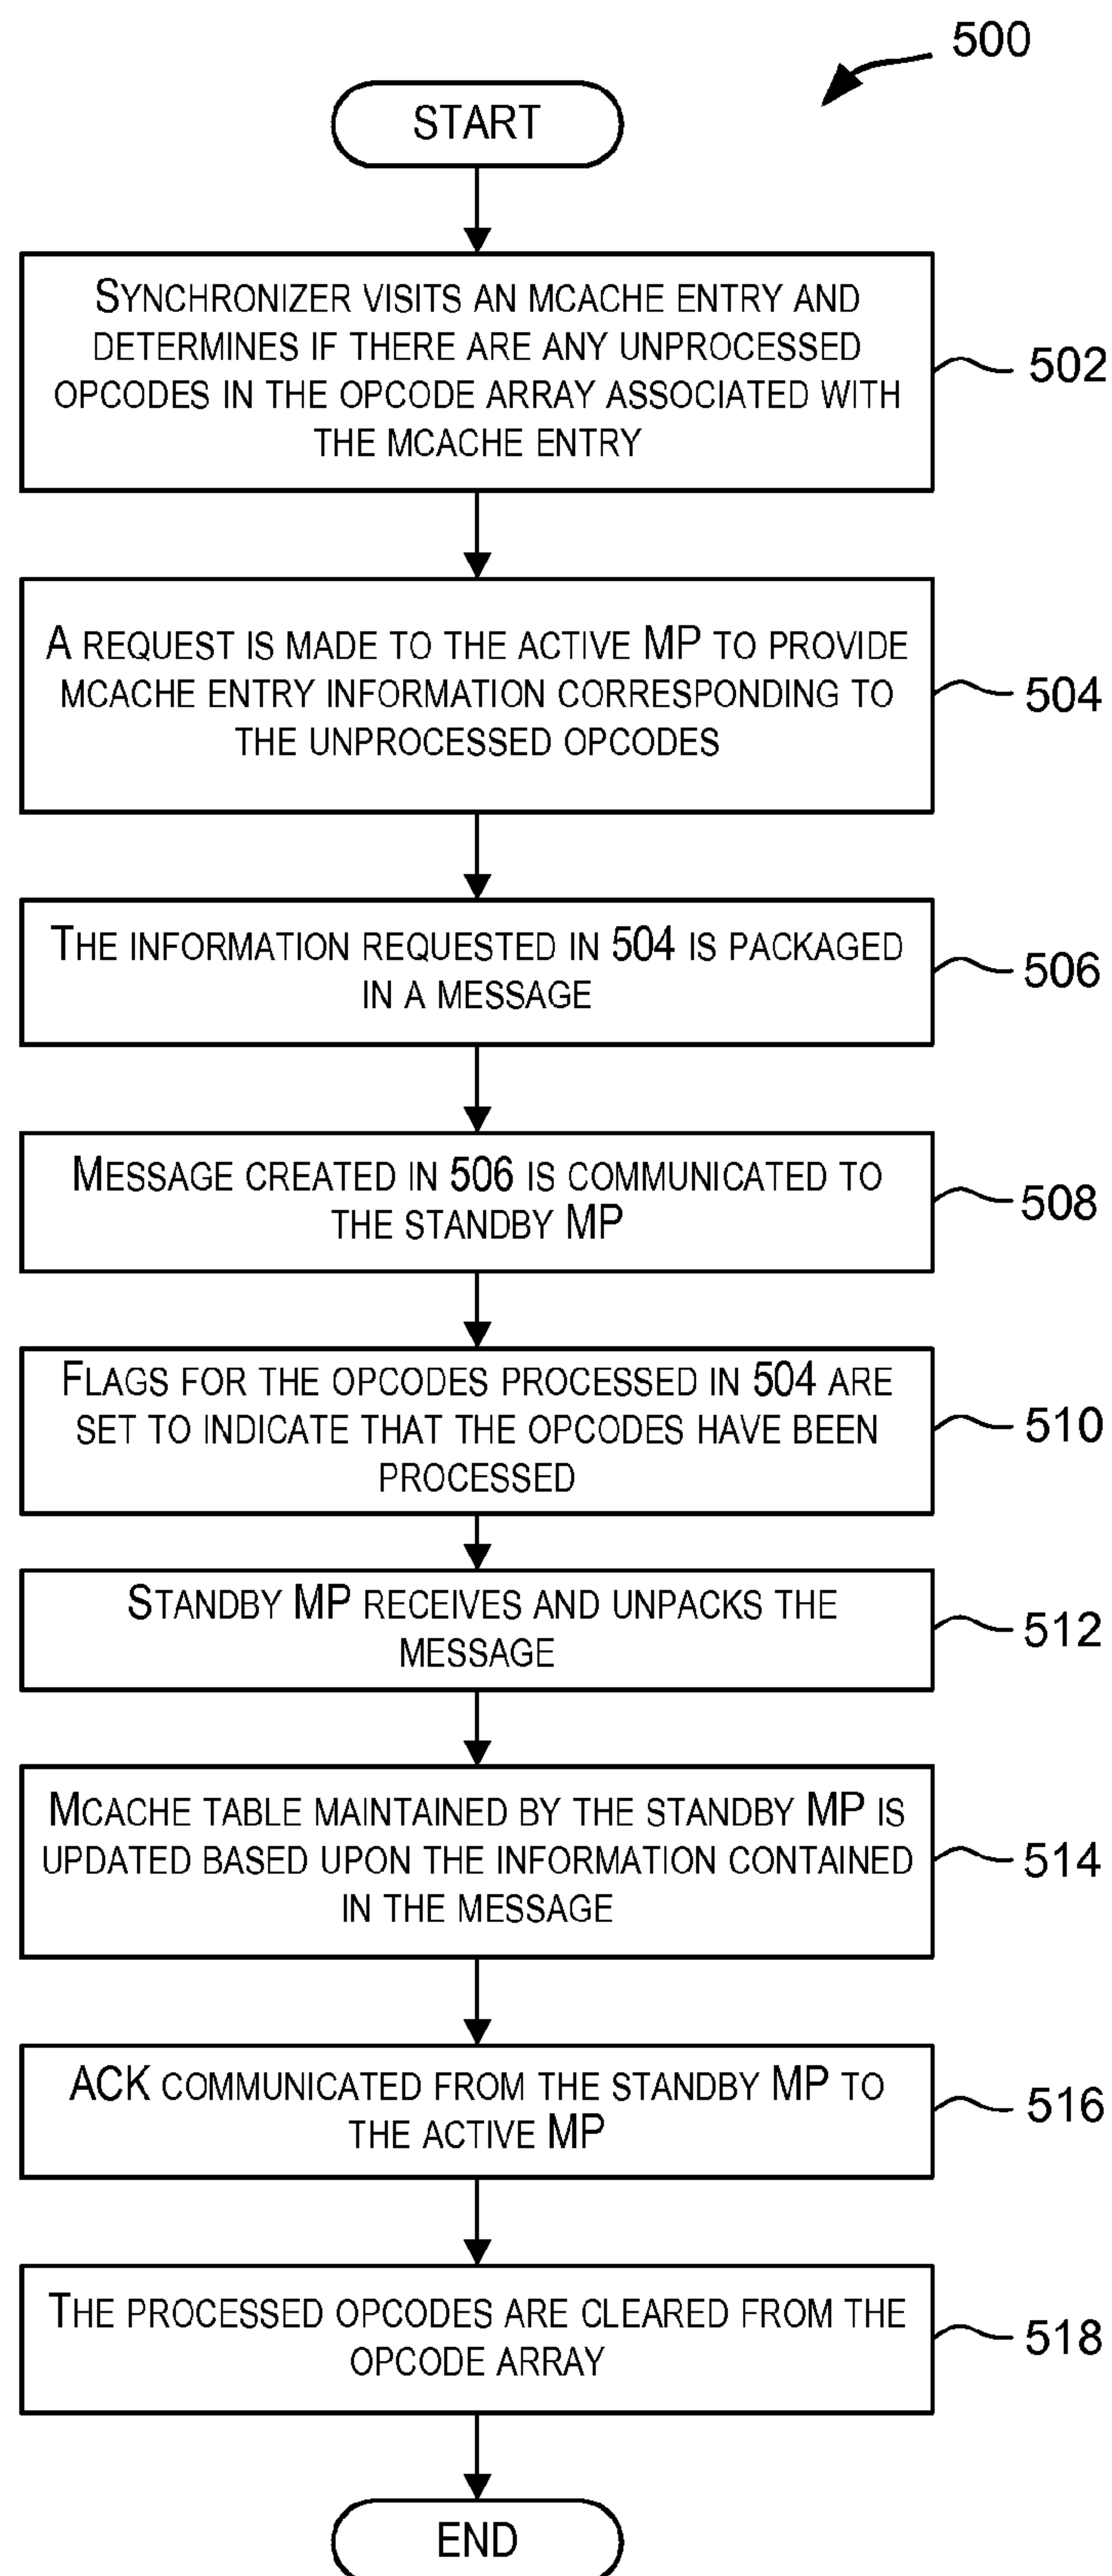 500
START
SYNCHRONIZER VISITS AN MCACHE ENTRY AND
DETERMINES IF THERE ARE ANY UNPROCESSED
OPCODES IN THE OPCODE ARRAY ASSOCIATED WITH
THE MCACHE ENTRY
502
A REQUEST IS MADE TO THE ACTIVE MP TO PROVIDE
MCACHE ENTRY INFORMATION CORRESPONDING TO
THE UNPROCESSED OPCODES
504
THE INFORMATION REQUESTED IN 504 IS PACKAGED
IN A MESSAGE
506
MESSAGE CREATED IN 506 IS COMMUNICATED TO
THE STANDBY MP
508
FLAGS FOR THE OPCODES PROCESSED IN 504 ARE
SET TO INDICATE THAT THE OPCODES HAVE BEEN
PROCESSED
510
STANDBY MP RECEIVES AND UNPACKS THE
MESSAGE
512
MCACHE TABLE MAINTAINED BY THE STANDBY MP IS
UPDATED BASED UPON THE INFORMATION CONTAINED
IN THE MESSAGE
514
ACK COMMUNICATED FROM THE STANDBY MP TO
THE ACTIVE MP
516
THE PROCESSED OPCODES ARE CLEARED FROM THE
OPCODE ARRAY
518
END